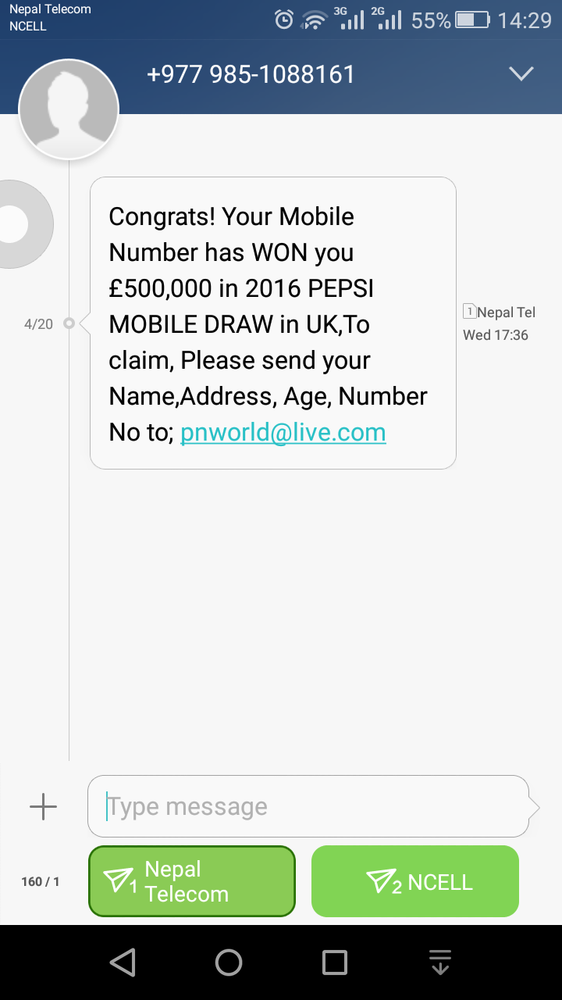 Nepal Telecom
NCELL
3G 2G 55% 14:29
+977 985-1088161
Congrats! Your Mobile
Number has WON you
£500,000 in 2016 PEPSI
MOBILE DRAW in UK,To
claim, Please send your
Name,Address, Age, Number
No to; pnworld@live.com
4/20
1 Nepal Tel
Wed 17:36
Type message
160 / 1
1 Nepal
Telecom
2 NCELL